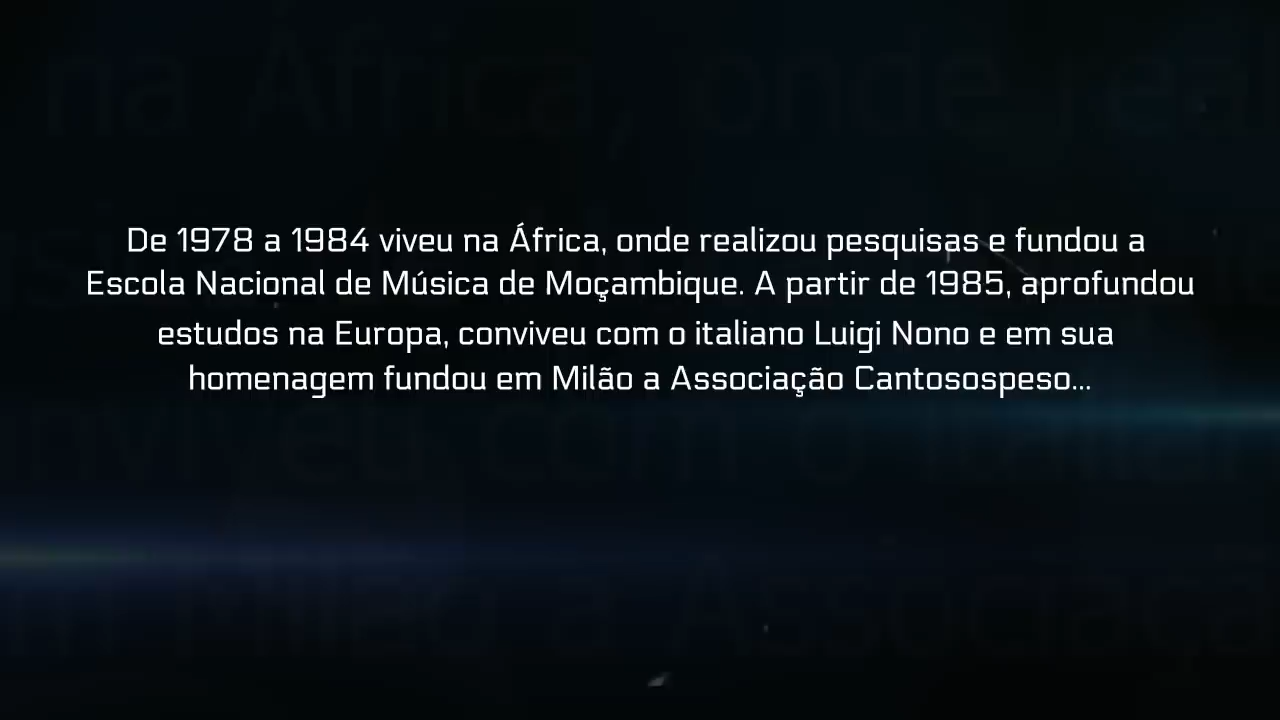 De 1978 a 1984 viveu na África, onde realizou pesquisas e fundou a
Escola Nacional de Música de Moçambique. A partir de 1985, aprofundou
estudos na Europa, conviveu com o italiano Luigi Nono e em sua
homenagem fundou em Milão a Associação Cantosospeso...